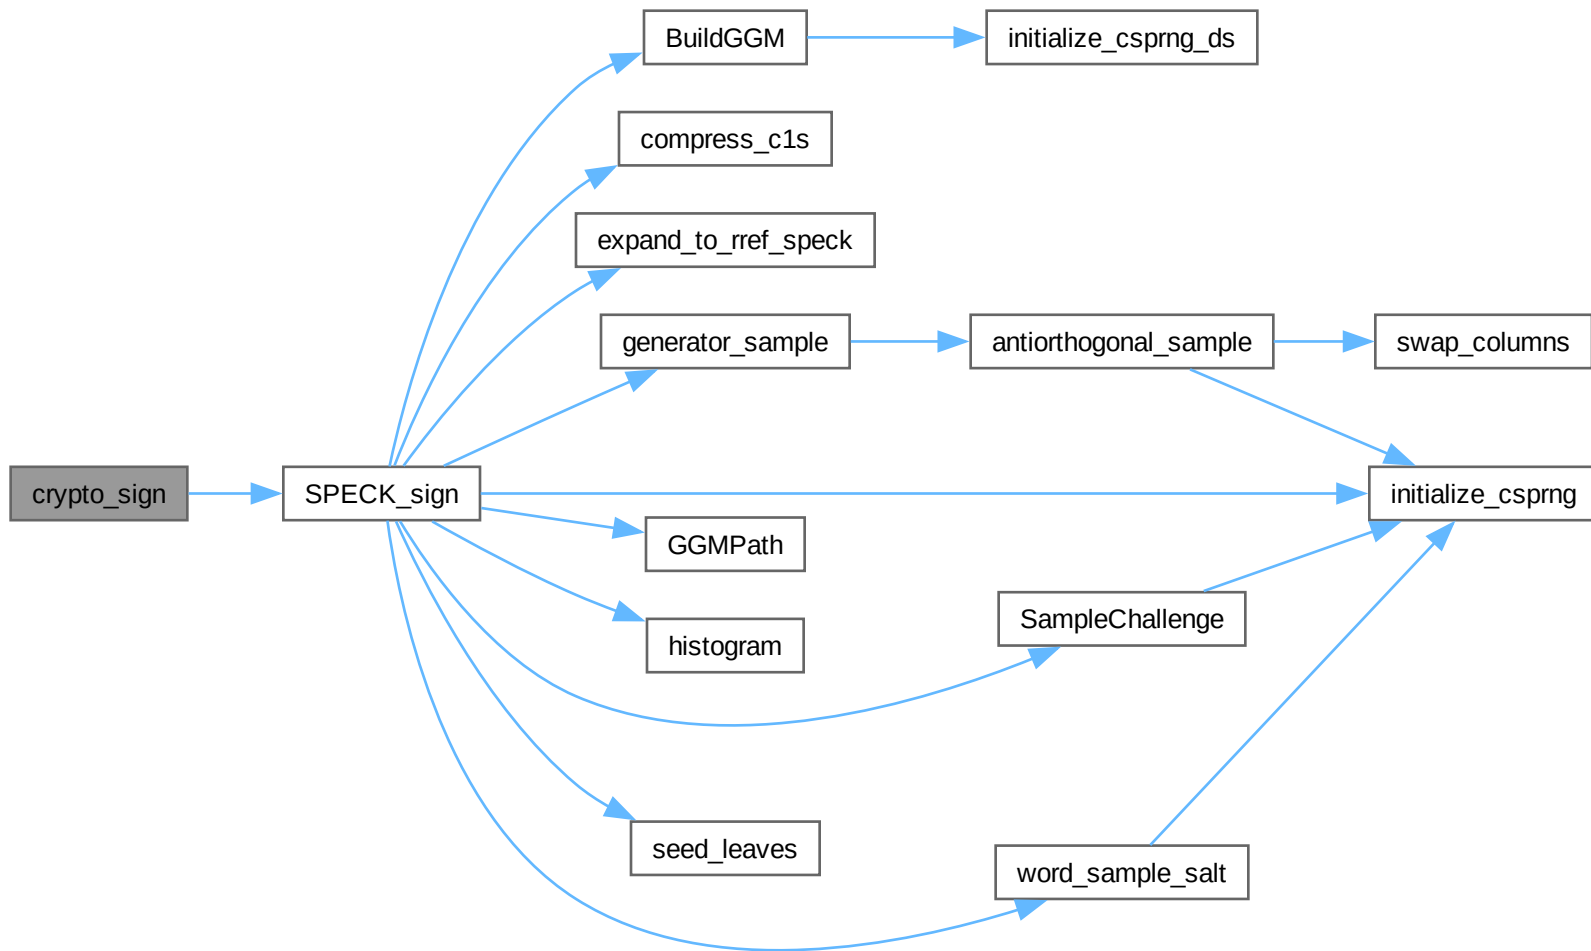 BuildGGM
initialize_csprng_ds
compress_c1s
expand_to_rref_speck
generator_sample
antiorthogonal_sample
swap_columns
crypto_sign
SPECK_sign
initialize_csprng
GGMPath
SampleChallenge
histogram
seed_leaves
word_sample_salt